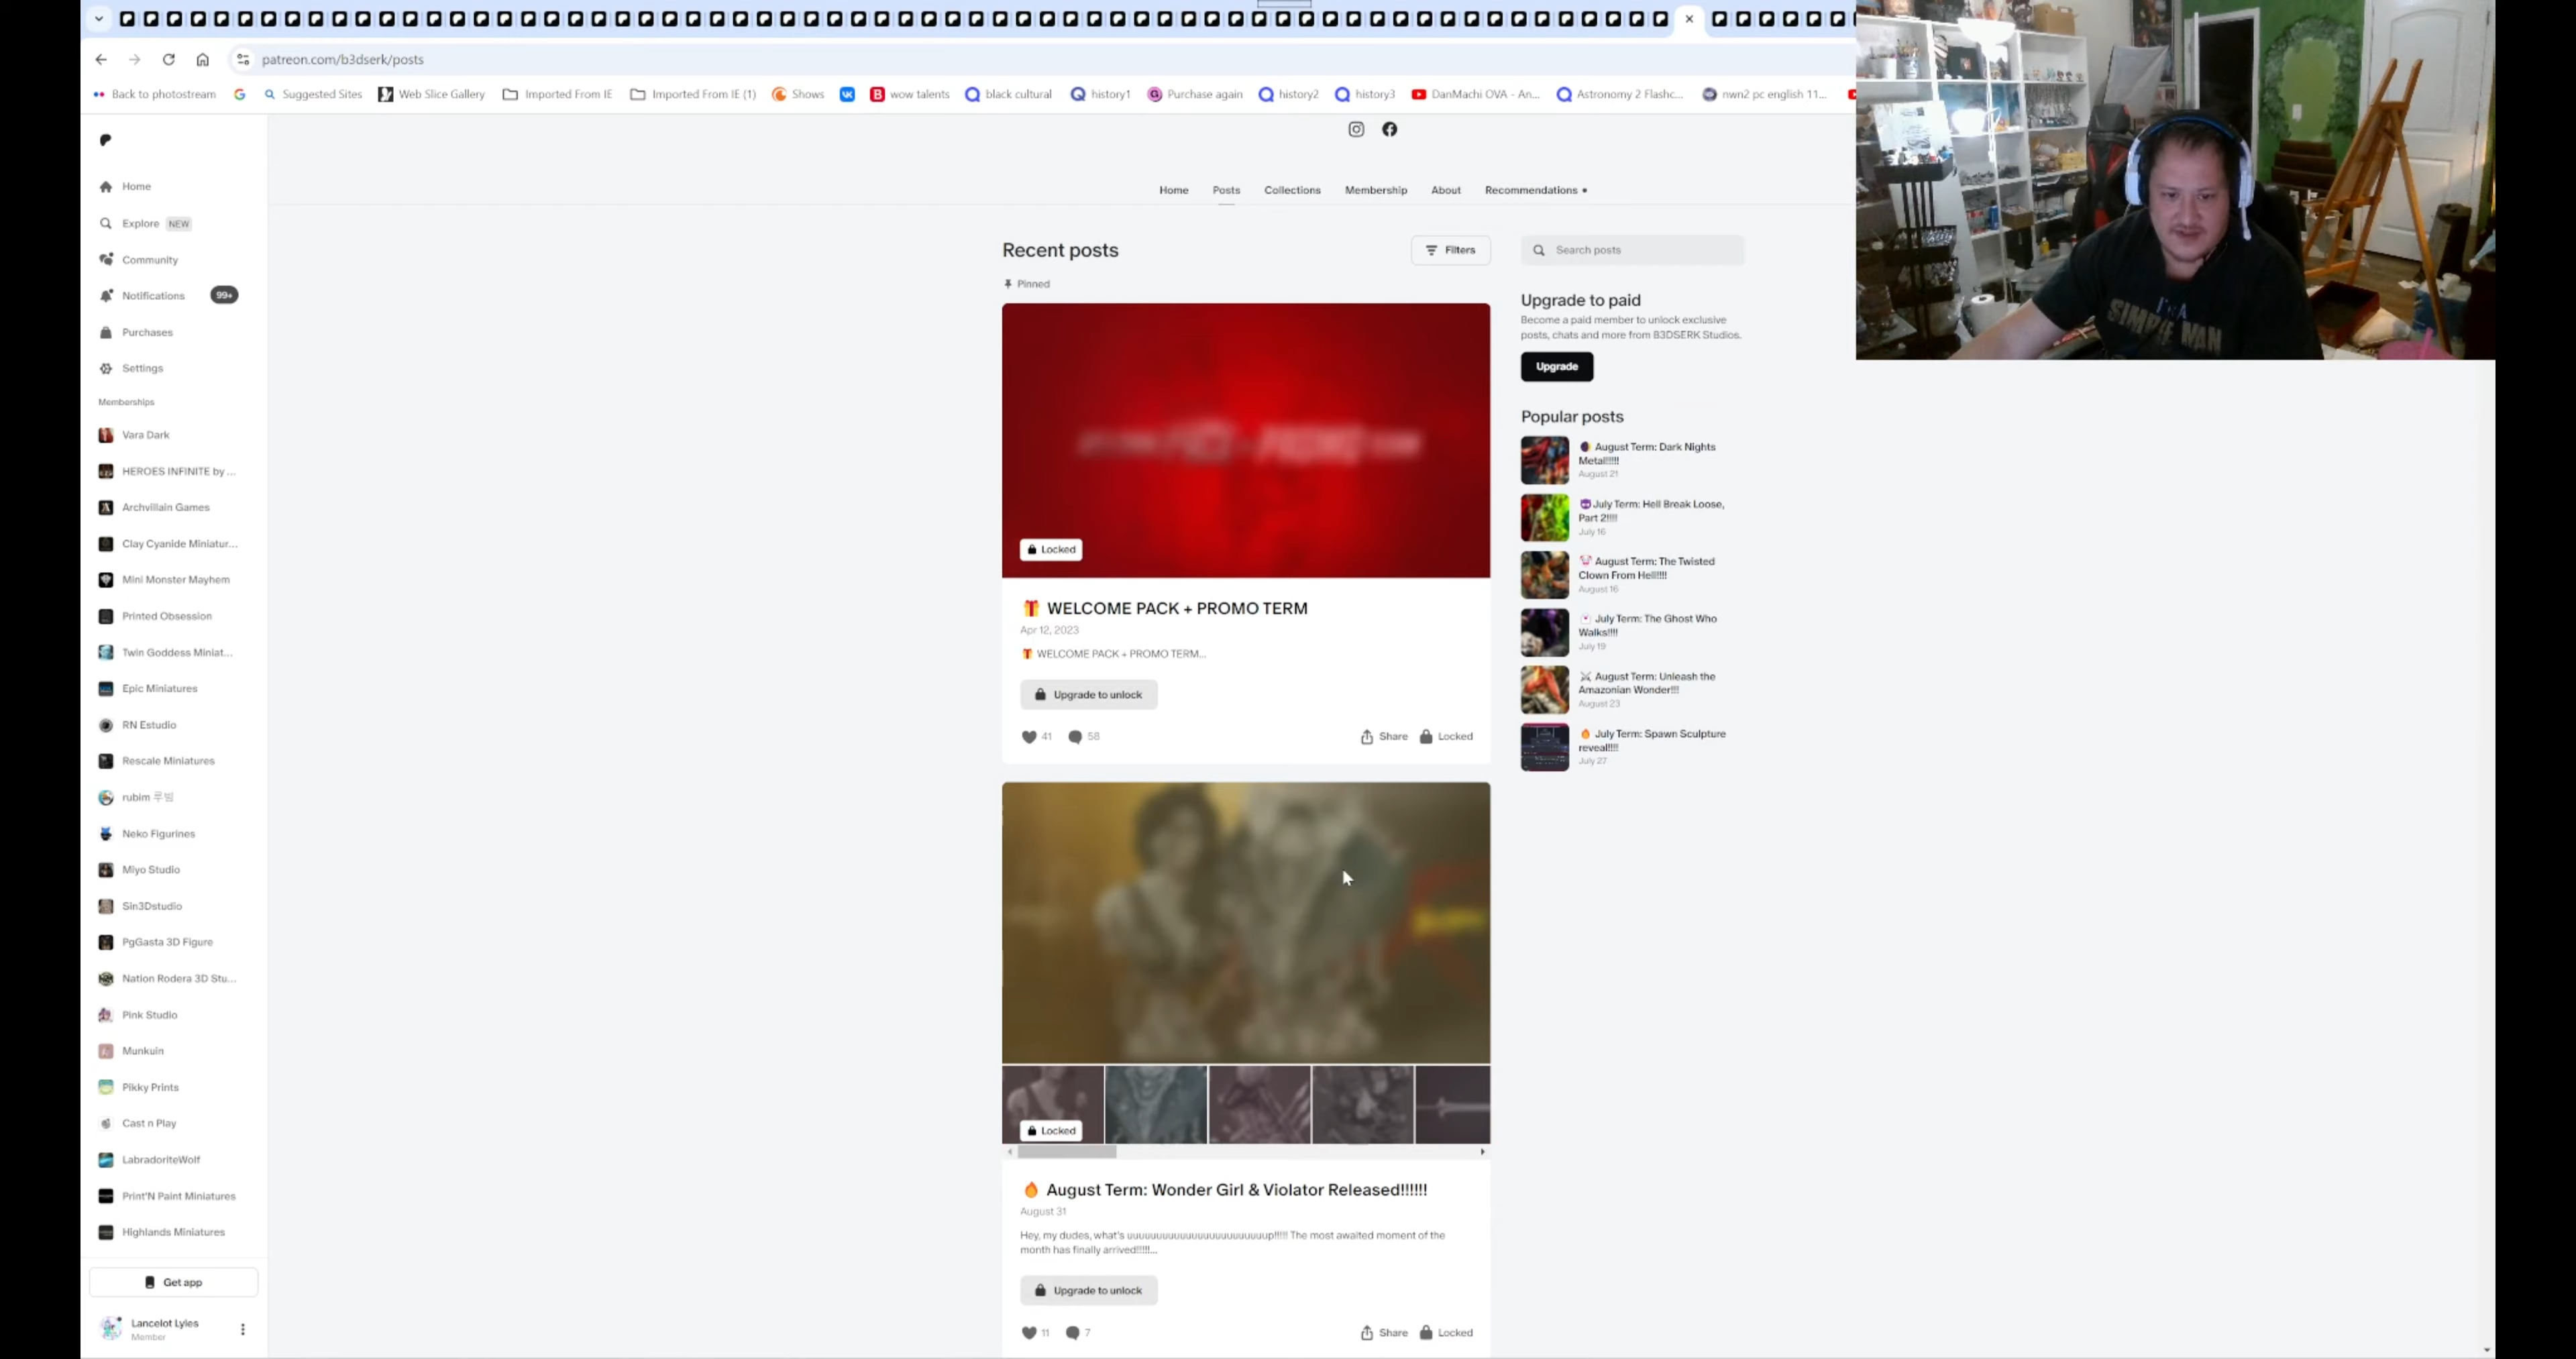 patreon.com/b3dserk/posts
Back to photostream
Suggested Sites
Web Slice Gallery
Imported From IE
Imported From IE (1)
Shows
wow talents
black cultural
history1
Purchase again
history2
history3
DanMachi OVA - An...
Astronomy 2 Flashc...
nwn2 pc english 11...
Home
Explore NEW
Community
Notifications 99+
Purchases
Settings
Memberships
Vara Dark
HEROES INFINITE by ...
Archvillain Games
Clay Cyanide Miniatur...
Mini Monster Mayhem
Printed Obsession
Twin Goddess Miniat...
Epic Miniatures
RN Estudio
Rescale Miniatures
rubim 루빔
Neko Figurines
Miyo Studio
Sin3Dstudio
PgGasta 3D Figure
Nation Rodera 3D Stu...
Pink Studio
Munkuin
Pikky Prints
Cast n Play
LabradoriteWolf
Print'N Paint Miniatures
Highlands Miniatures
Get app
Lancelot Lyles
Member
Home Posts Collections Membership About Recommendations
Recent posts
Filters
Pinned
Locked
WELCOME PACK + PROMO TERM
Apr 12, 2023
WELCOME PACK + PROMO TERM...
Upgrade to unlock
41 58
Share Locked
Locked
August Term: Wonder Girl & Violator Released!!!!!!
August 31
Hey, my dudes, what's uuuuuuuuuuuuuuuuuuuuuuuup!!!!! The most awaited moment of the
month has finally arrived!!!!!...
Upgrade to unlock
11 7
Share Locked
Search posts
Upgrade to paid
Become a paid member to unlock exclusive
posts, chats and more from B3DSERK Studios.
Upgrade
Popular posts
August Term: Dark Nights
Metal!!!!!
August 21
July Term: Hell Break Loose,
Part 2!!!!
July 16
August Term: The Twisted
Clown From Hell!!!!
August 16
July Term: The Ghost Who
Walks!!!!
July 19
August Term: Unleash the
Amazonian Wonder!!!
August 23
July Term: Spawn Sculpture
reveal!!!!
July 27
I'm A
SIMPLE MAN